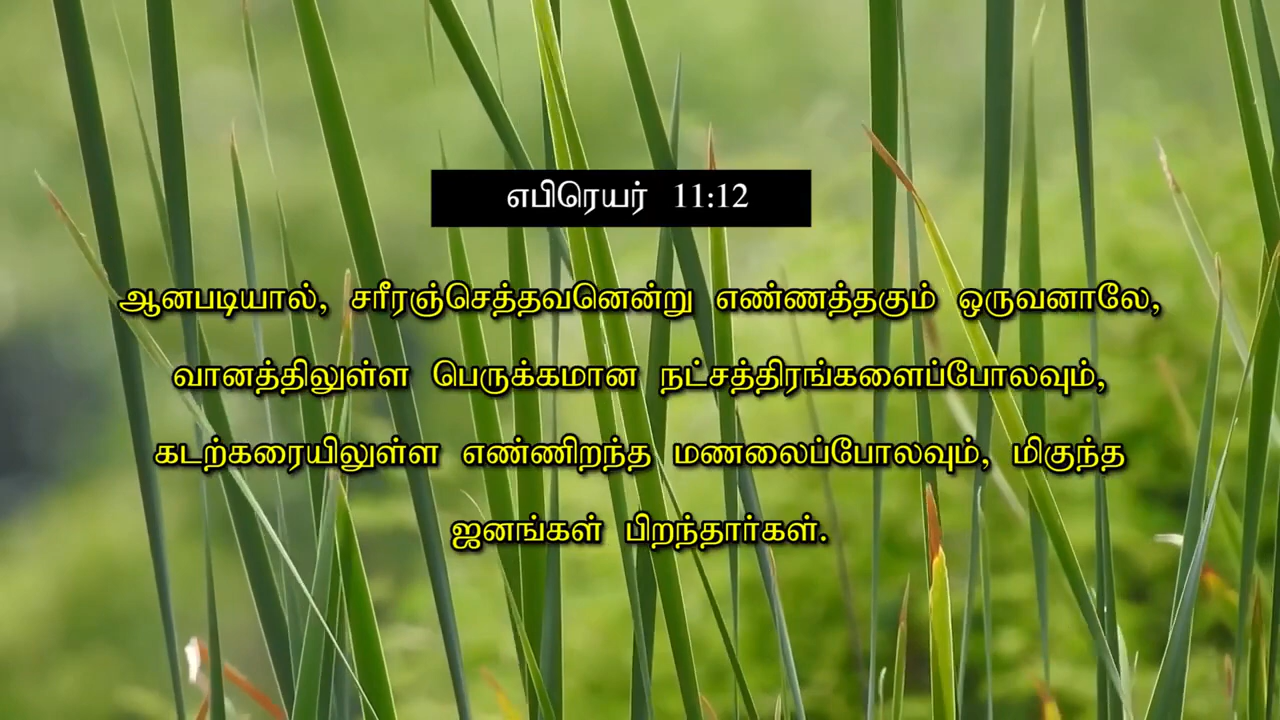 எபிரெயர் 11:12
ஆனபடியால், சரீரஞ்செத்தவனென்று எண்ணத்தகும் ஒருவனாலே,
வானத்திலுள்ள பெருக்கமான நட்சத்திரங்களைப்போலவும்,
கடற்கரையிலுள்ள எண்ணிறந்த மணலைப்போலவும், மிகுந்த
ஜனங்கள் பிறந்தார்கள்.